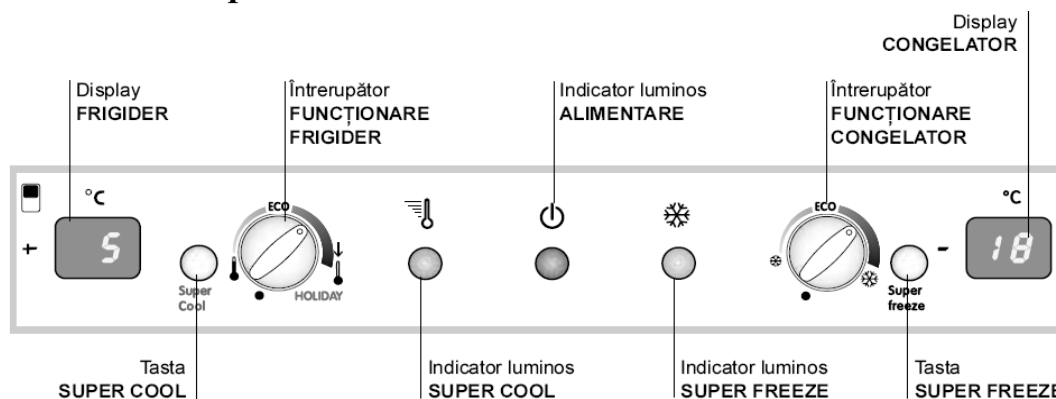 Display
CONGELATOR
Display
FRIGIDER
Întrerupător
FUNCȚIONARE
FRIGIDER
Indicator luminos
ALIMENTARE
Întrerupător
FUNCȚIONARE
CONGELATOR
°C
5
+
ECO
HOLIDAY
Super
Cool
ECO
Super
freeze
-
°C
18
Tasta
SUPER COOL
Indicator luminos
SUPER COOL
Indicator luminos
SUPER FREEZE
Tasta
SUPER FREEZE